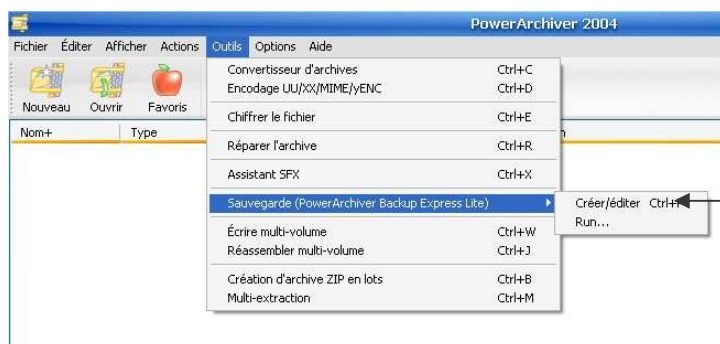 PowerArchiver 2004
Fichier Éditer Afficher Actions Outils Options Aide
Nouveau Ouvrir Favoris
Nom+ Type
Convertisseur d'archives Ctrl+C
Encodage UU/XX/MIME/yENC Ctrl+D
Chiffrer le fichier Ctrl+E
Réparer l'archive Ctrl+R
Assistant SFX Ctrl+X
Sauvegarde (PowerArchiver Backup Express Lite)
Créer/éditer
Run...
Écrire multi-volume Ctrl+W
Réassembler multi-volume Ctrl+J
Création d'archive ZIP en lots Ctrl+B
Multi-extraction Ctrl+M